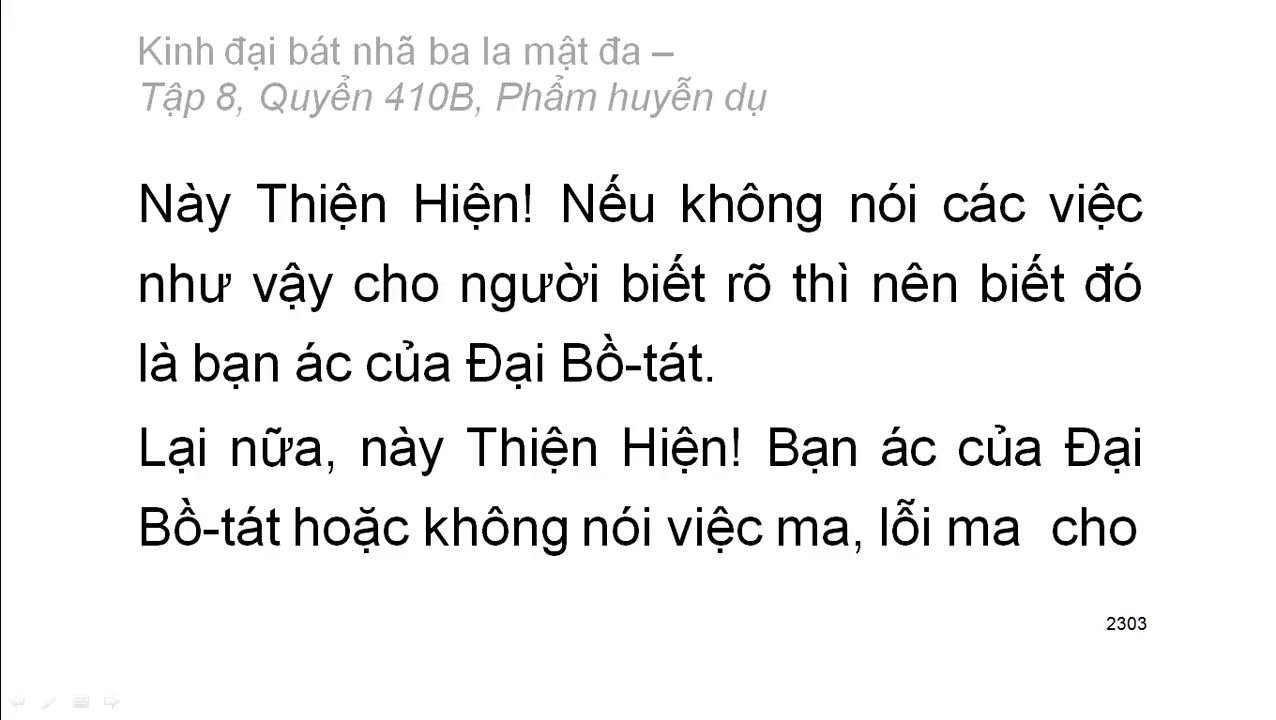 Kinh đại bát nhã ba la mật đa –
Tập 8, Quyển 410B, Phẩm huyễn dụ
Này Thiện Hiện! Nếu không nói các việc
như vậy cho người biết rõ thì nên biết đó
là bạn ác của Đại Bồ-tát.
Lại nữa, này Thiện Hiện! Bạn ác của Đại
Bồ-tát hoặc không nói việc ma, lỗi ma cho
2303